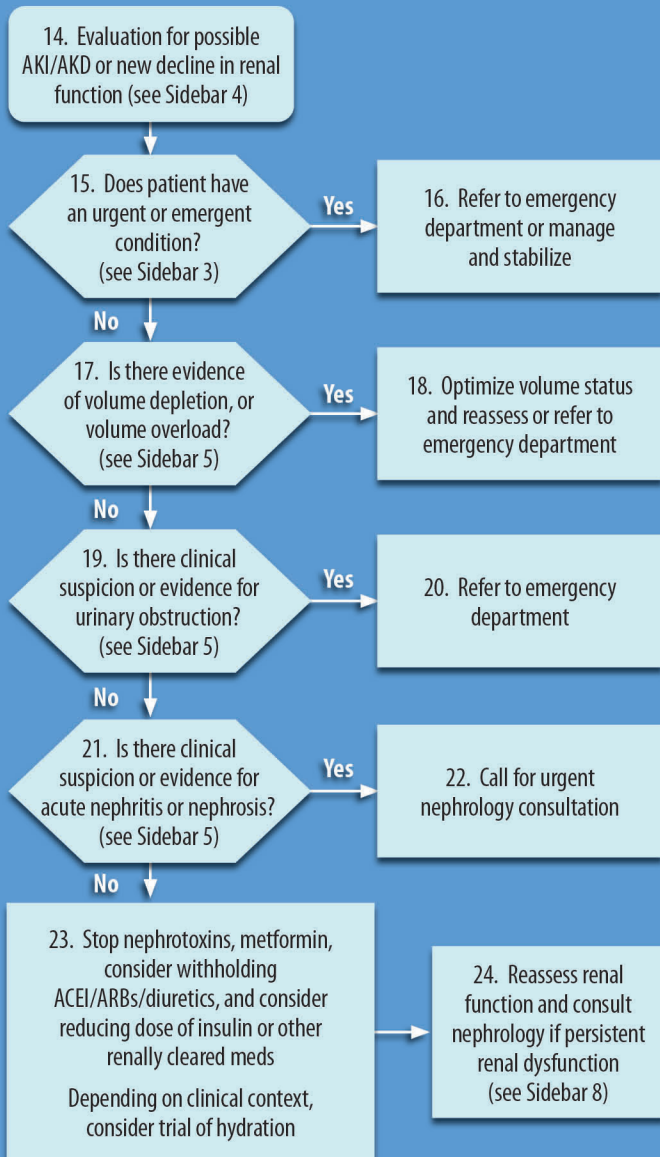 14. Evaluation for possible
AKI/AKD or new decline in renal
function (see Sidebar 4)
15. Does patient have
an urgent or emergent
condition?
(see Sidebar 3)
Yes
16. Refer to emergency
department or manage
and stabilize
No
17. Is there evidence
of volume depletion, or
volume overload?
(see Sidebar 5)
Yes
18. Optimize volume status
and reassess or refer to
emergency department
No
19. Is there clinical
suspicion or evidence for
urinary obstruction?
(see Sidebar 5)
Yes
20. Refer to emergency
department
No
21. Is there clinical
suspicion or evidence for
acute nephritis or nephrosis?
(see Sidebar 5)
Yes
22. Call for urgent
nephrology consultation
No
23. Stop nephrotoxins, metformin,
consider withholding
ACEI/ARBs/diuretics, and consider
reducing dose of insulin or other
renally cleared meds
Depending on clinical context,
consider trial of hydration
24. Reassess renal
function and consult
nephrology if persistent
renal dysfunction
(see Sidebar 8)